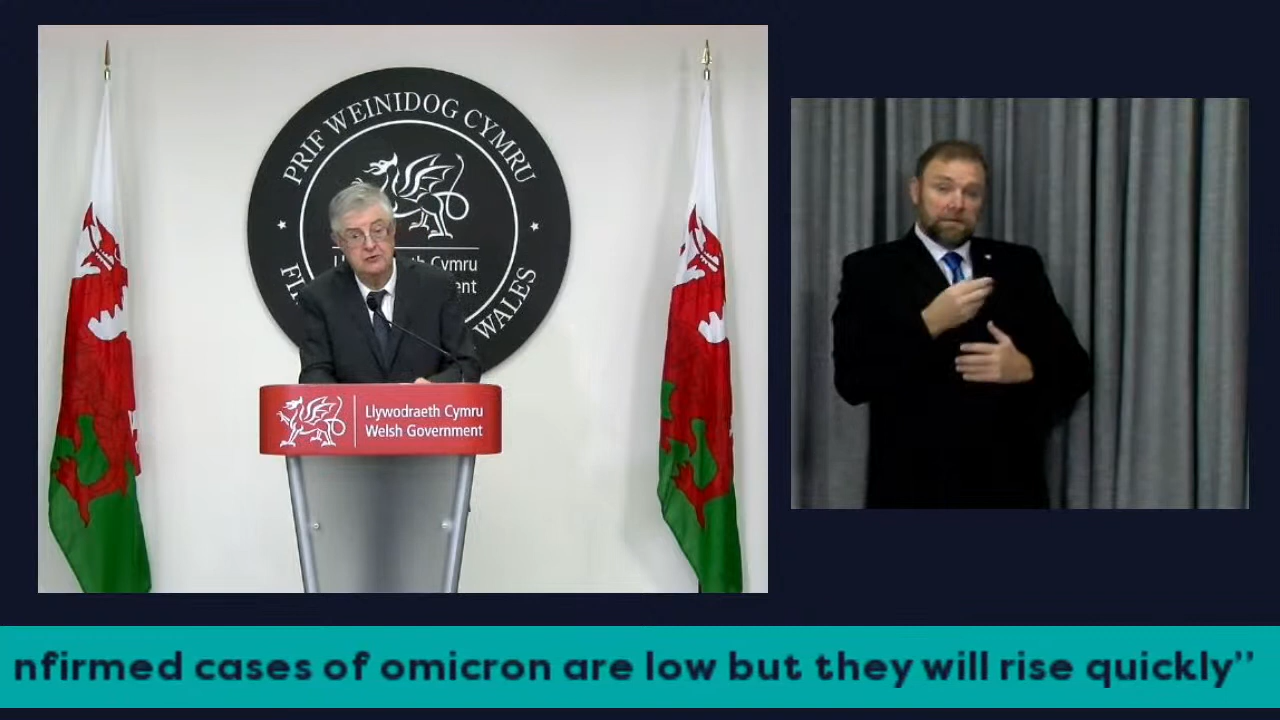 PRIF WEINIDOG CYMRU
WALES
Cymru
Llywodraeth Cymru
Welsh Government
nfirmed cases of omicron are low but they will rise quickly”